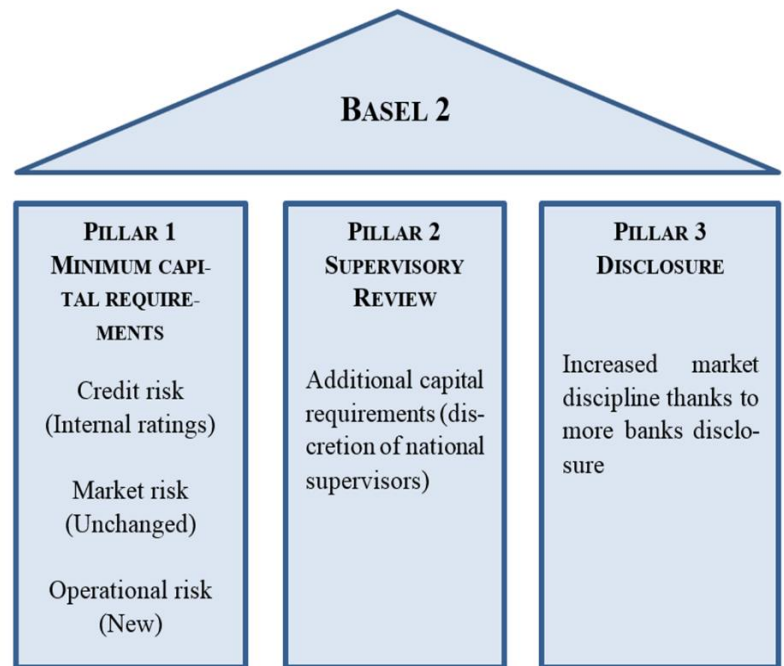 BASEL 2
PILLAR 1
MINIMUM CAPI-
TAL REQUIRE-
MENTS
Credit risk
(Internal ratings)
Market risk
(Unchanged)
Operational risk
(New)
PILLAR 2
SUPERVISORY
REVIEW
Additional capital
requirements (dis-
cretion of national
supervisors)
PILLAR 3
DISCLOSURE
Increased market
discipline thanks to
more banks disclo-
sure